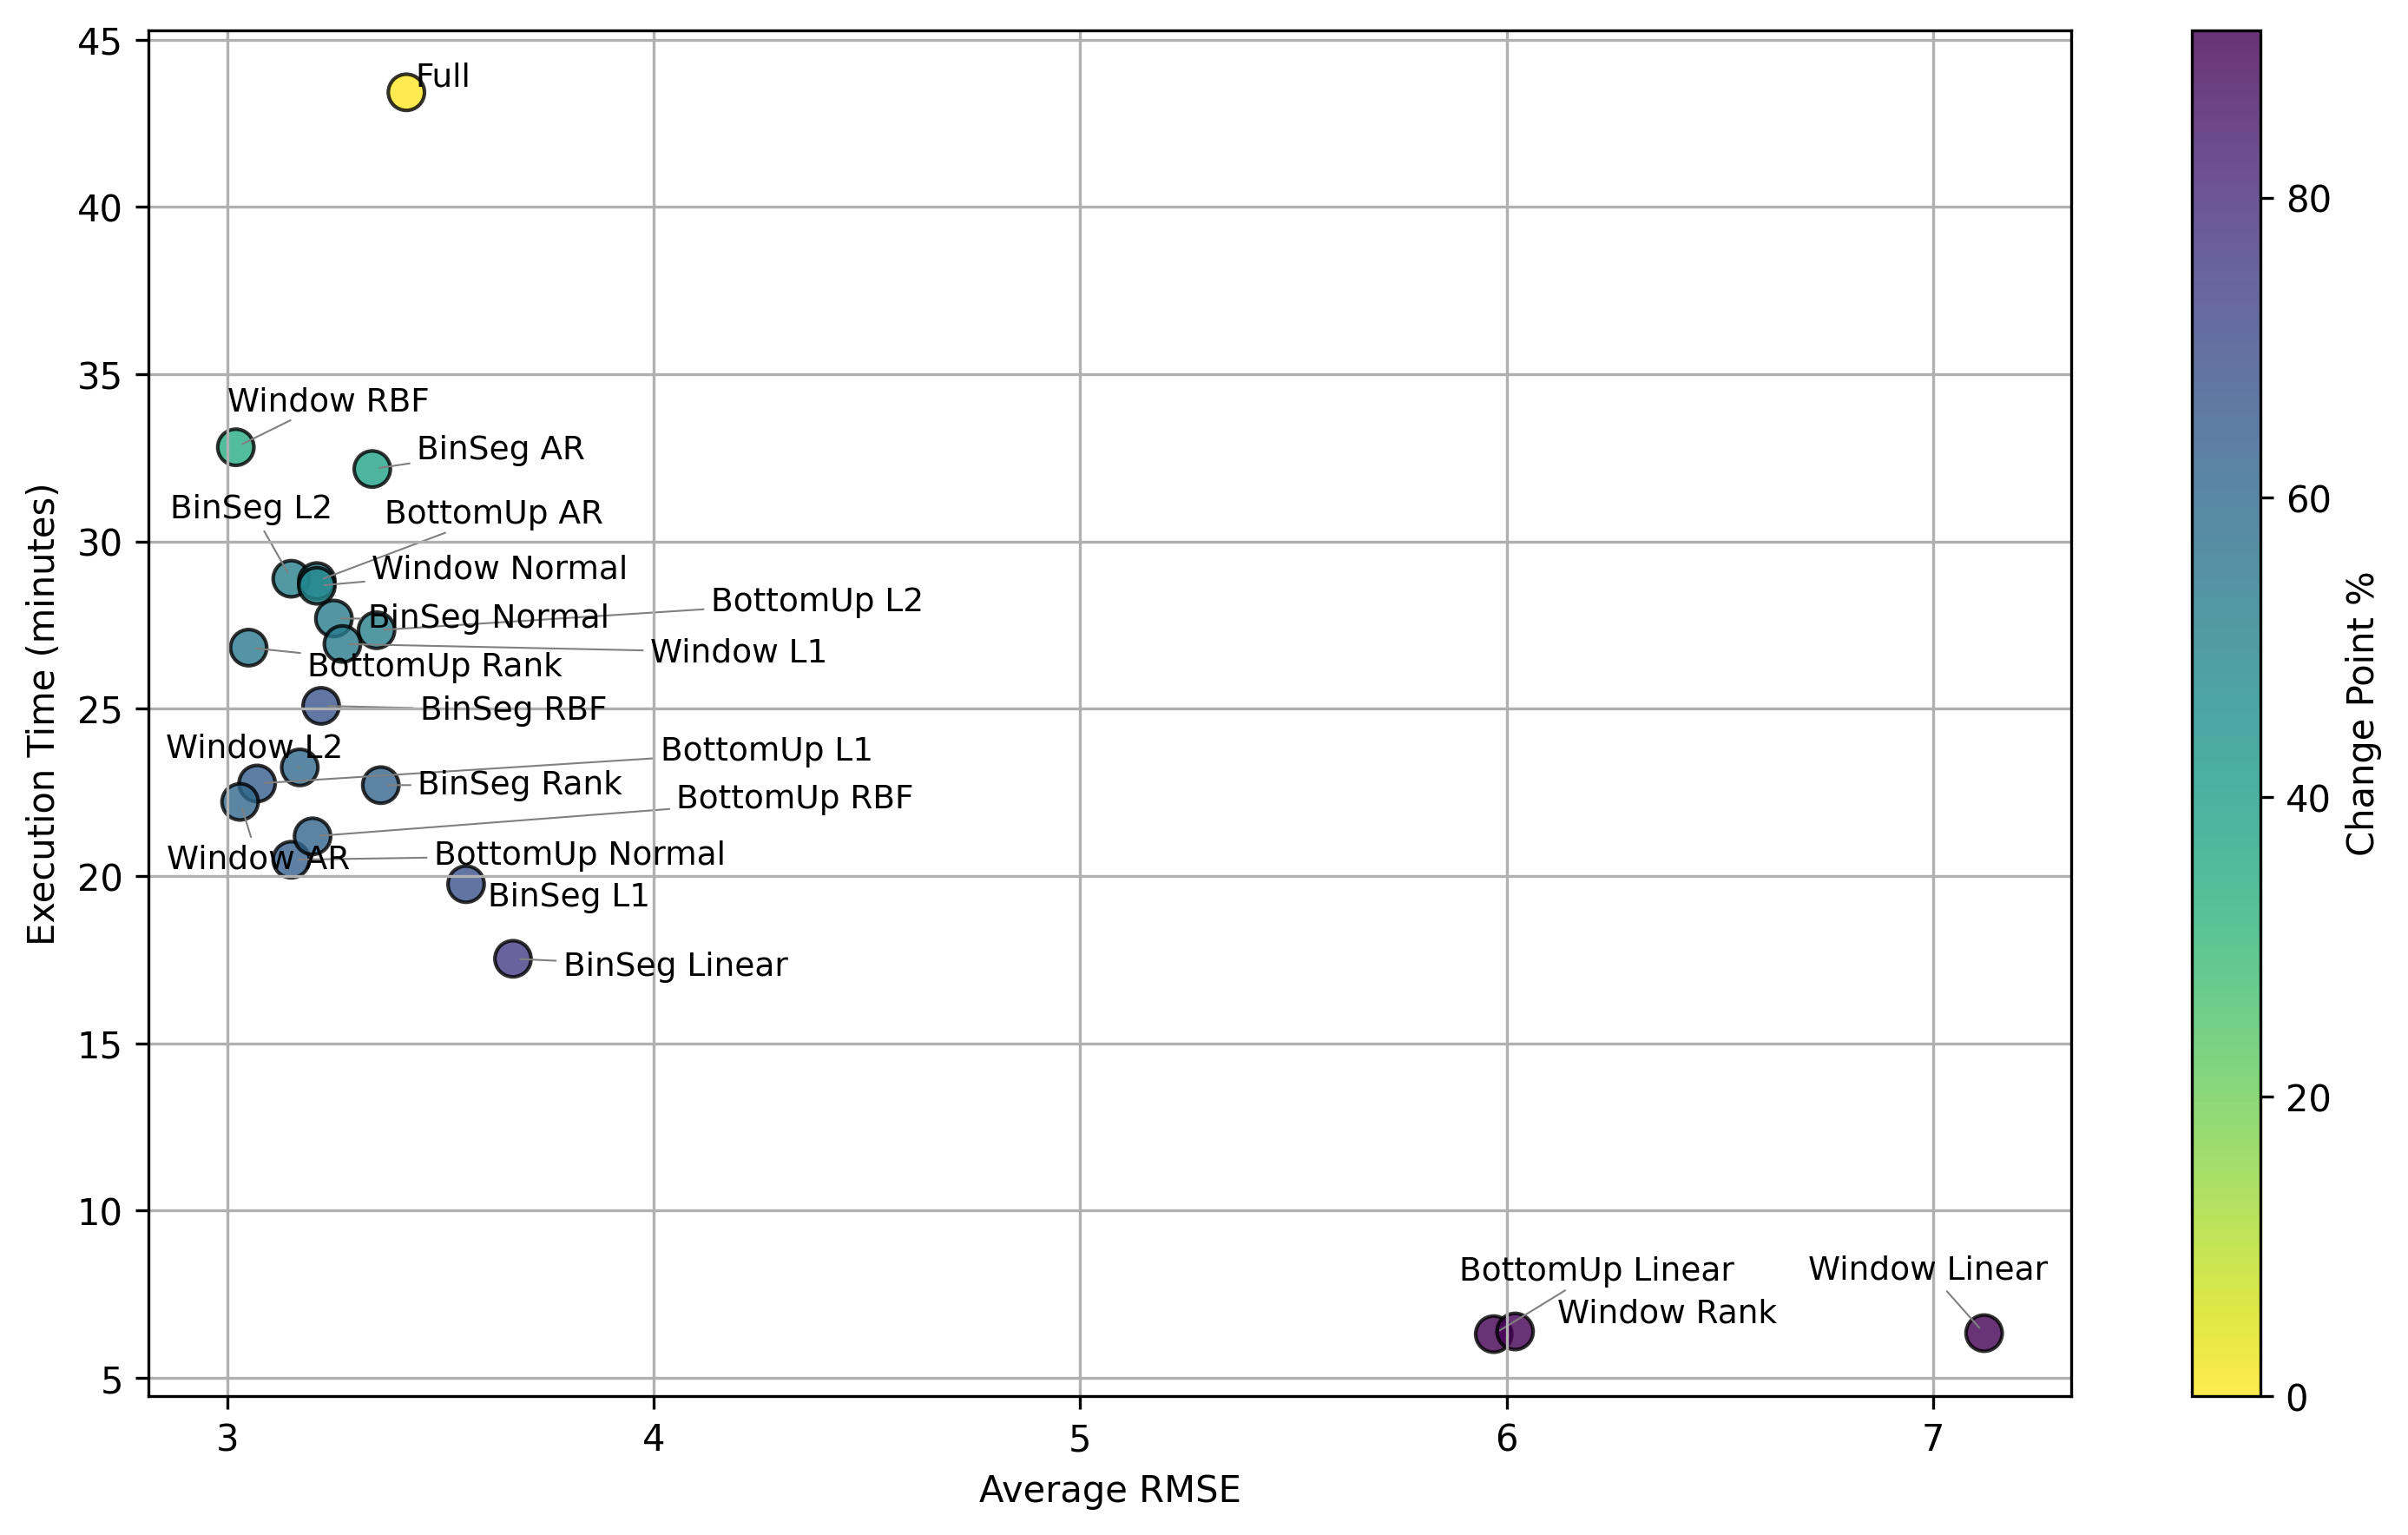 45
40
35
30
25
20
15
10
5
Execution Time (minutes)
Full
Window RBF
BinSeg AR
BinSeg L2
BottomUp AR
Window Normal
BottomUp L2
BinSeg Normal
Window L1
BottomUp Rank
BinSeg RBF
Window L2
BottomUp L1
BinSeg Rank
BottomUp RBF
Window AR
BottomUp Normal
BinSeg L1
BinSeg Linear
BottomUp Linear
Window Linear
Window Rank
3
4
5
6
7
Average RMSE
80
60
40
20
0
Change Point %